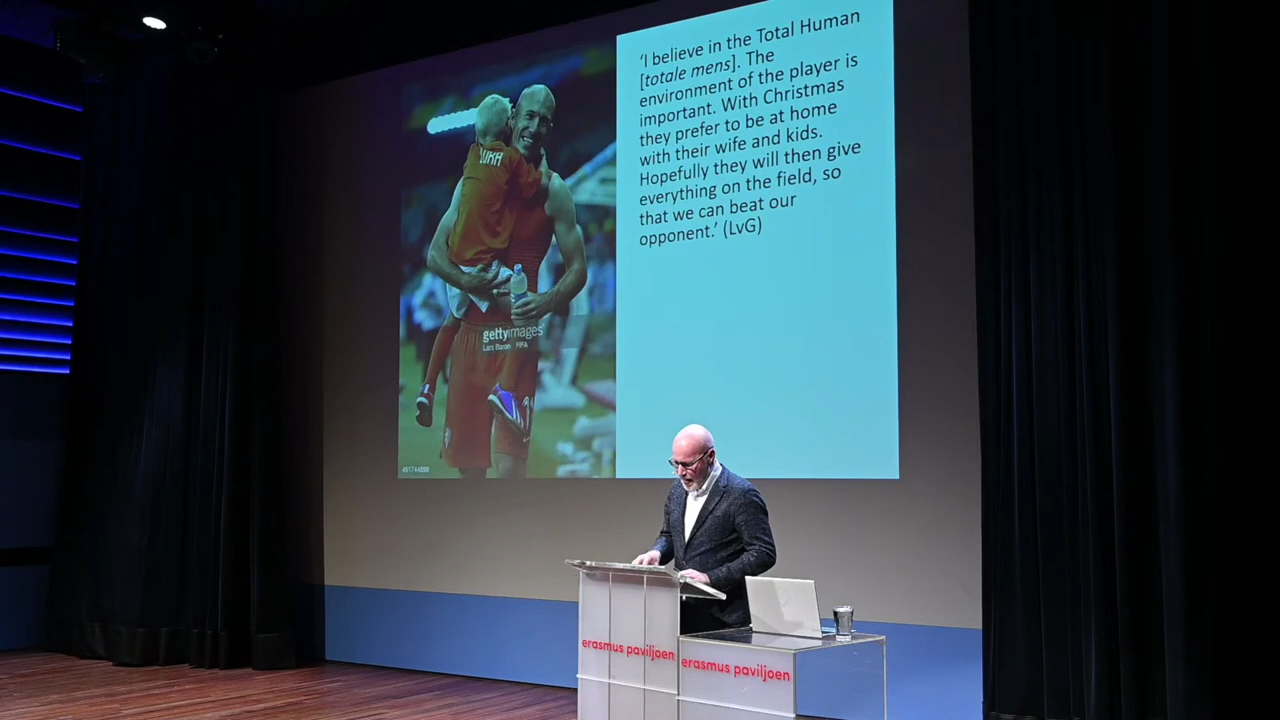 ‘I believe in the Total Human
[totale mens]. The
environment of the player is
important. With Christmas
they prefer to be at home
with their wife and kids.
Hopefully they will then give
everything on the field, so
that we can beat our
opponent.’ (LvG)
LUKA
gettyimages®
Lars Baron FIFA
451744898
erasmus paviljoen
erasmus paviljoen